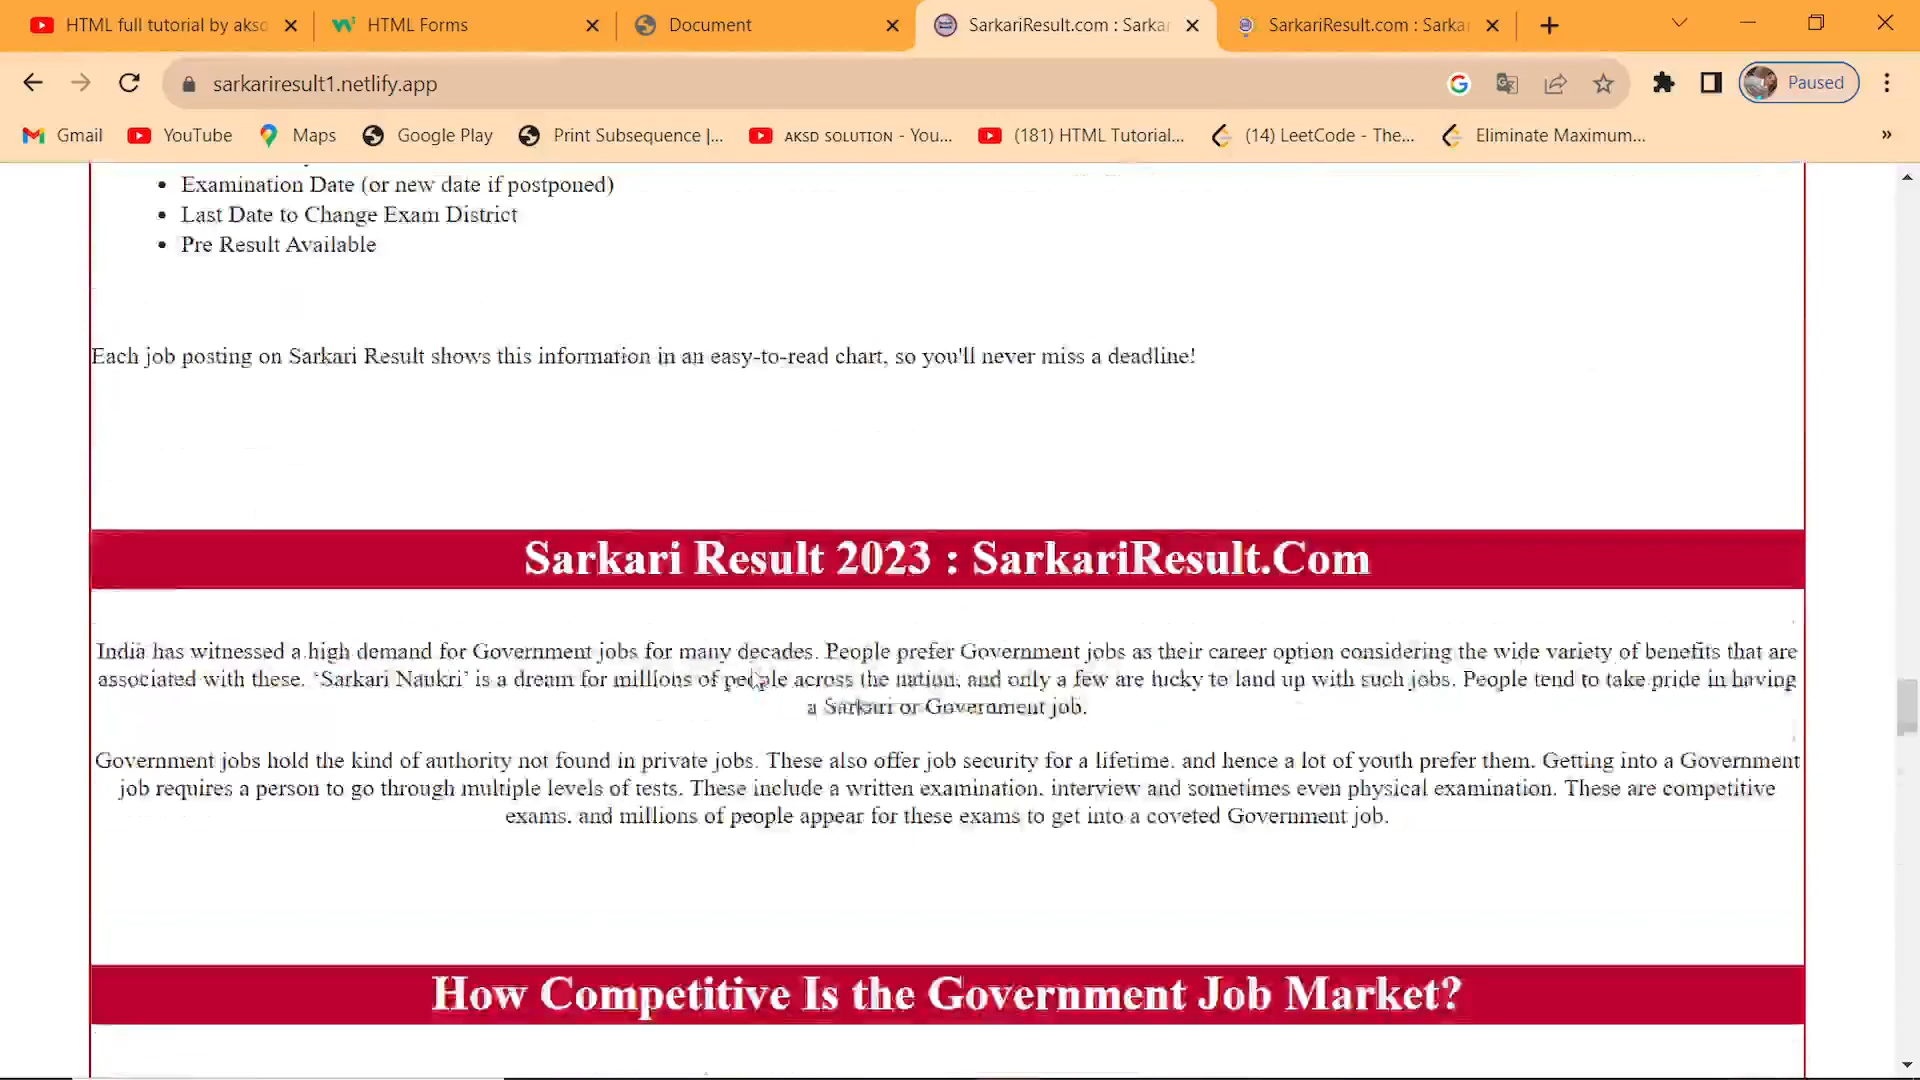 HTML full tutorial by akso
HTML Forms
Document
SarkariResult.com : Sarka
SarkariResult.com : Sarka
sarkariresult1.netlify.app
Paused
Gmail
YouTube
Maps
Google Play
Print Subsequence |...
AKSD SOLUTION - You...
(181) HTML Tutorial...
(14) LeetCode - The...
Eliminate Maximum...
»
Examination Date (or new date if postponed)
Last Date to Change Exam District
Pre Result Available
Each job posting on Sarkari Result shows this information in an easy-to-read chart, so you'll never miss a deadline!
Sarkari Result 2023 : SarkariResult.Com
India has witnessed a high demand for Government jobs for many decades. People prefer Government jobs as their career option considering the wide variety of benefits that are
associated with these. ‘Sarkari Naukri’ is a dream for millions of people across the nation, and only a few are lucky to land up with such jobs. People tend to take pride in having
a Sarkari or Government job.
Government jobs hold the kind of authority not found in private jobs. These also offer job security for a lifetime, and hence a lot of youth prefer them. Getting into a Government
job requires a person to go through multiple levels of tests. These include a written examination, interview and sometimes even physical examination. These are competitive
exams, and millions of people appear for these exams to get into a coveted Government job.
How Competitive Is the Government Job Market?